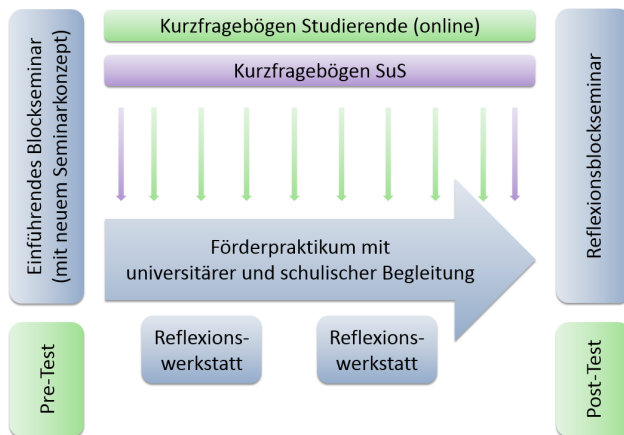 Einführendes Blockseminar
(mit neuem Seminarkonzept)
Pre-Test
Kurzfragebögen Studierende (online)
Kurzfragebögen SuS
Förderpraktikum mit
universitärer und schulischer Begleitung
Reflexions-
werkstatt
Reflexions-
werkstatt
Reflexionsblockseminar
Post-Test